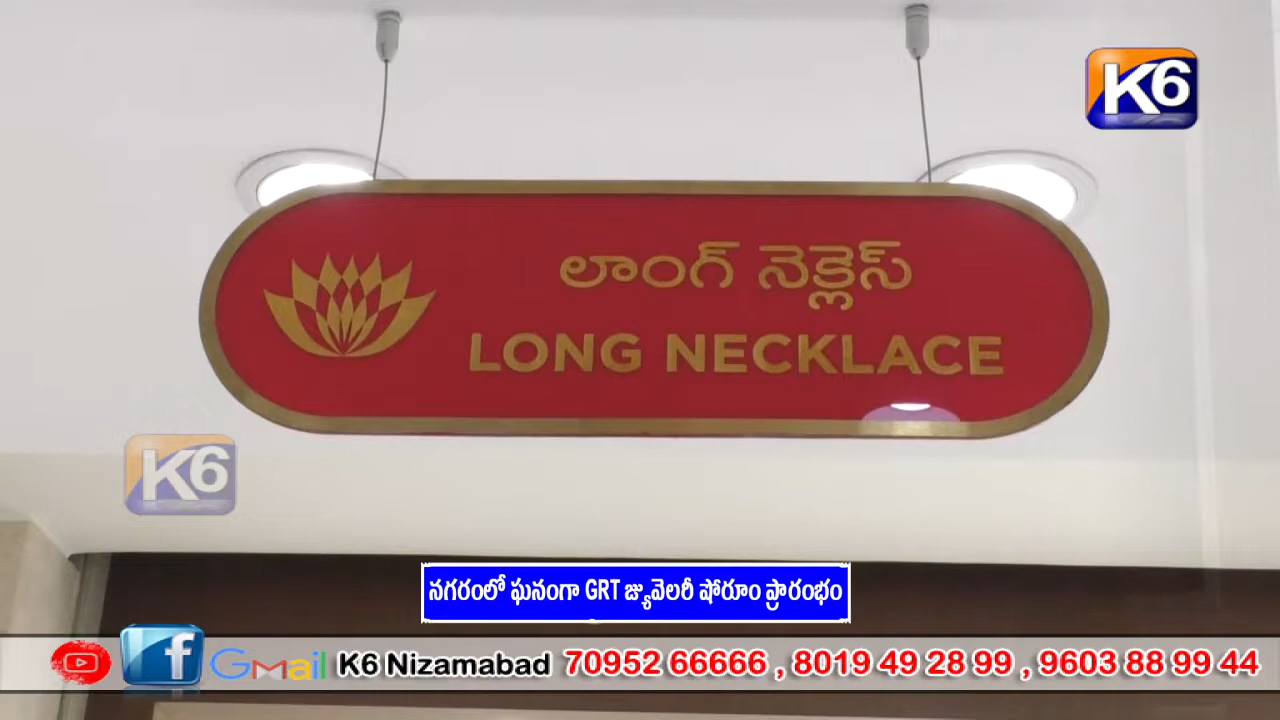 K6
లాంగ్ నెక్లెస్
LONG NECKLACE
K6
నగరంలో ఘనంగా GRT జ్యువెలరీ షోరూం ప్రారంభం
f Gmail K6 Nizamabad 70952 66666 , 8019 49 28 99 , 9603 88 99 44